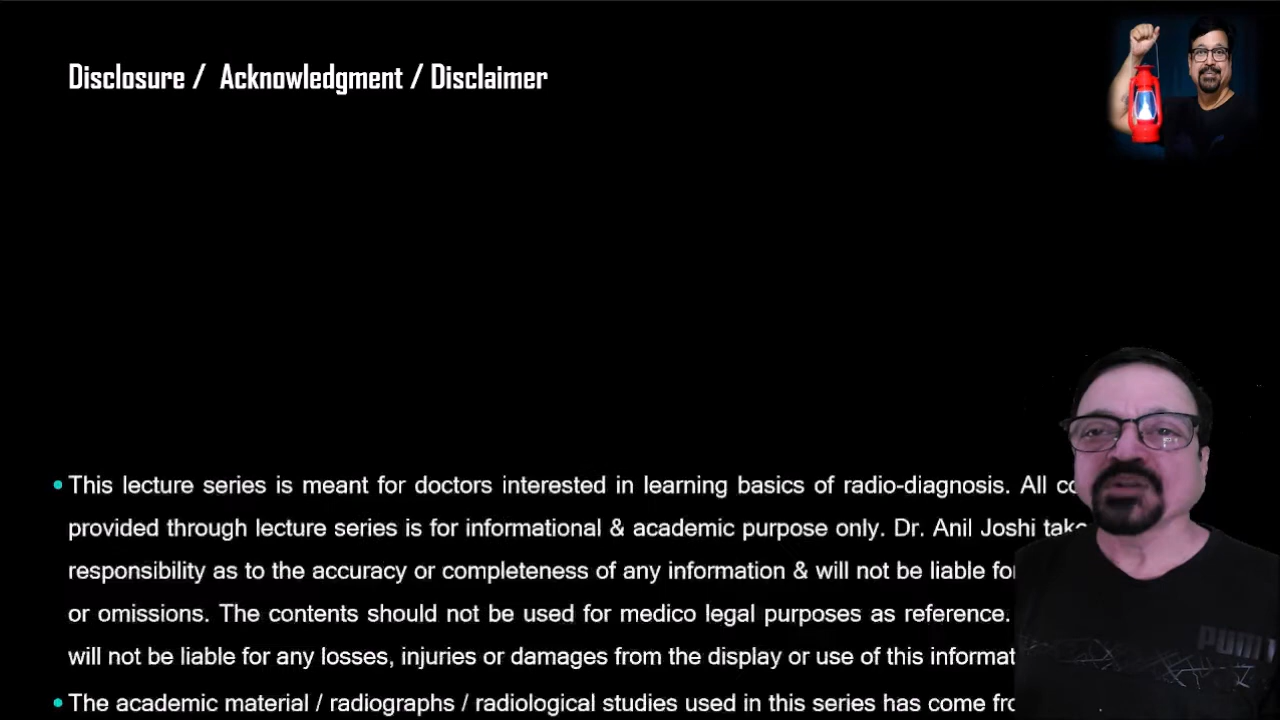 Disclosure / Acknowledgment / Disclaimer
• This lecture series is meant for doctors interested in learning basics of radio-diagnosis. All
provided through lecture series is for informational & academic purpose only. Dr. Anil Joshi
responsibility as to the accuracy or completeness of any information & will not be liable for
or omissions. The contents should not be used for medico legal purposes as reference.
will not be liable for any losses, injuries or damages from the display or use of this
• The academic material / radiographs / radiological studies used in this series has come
PUM